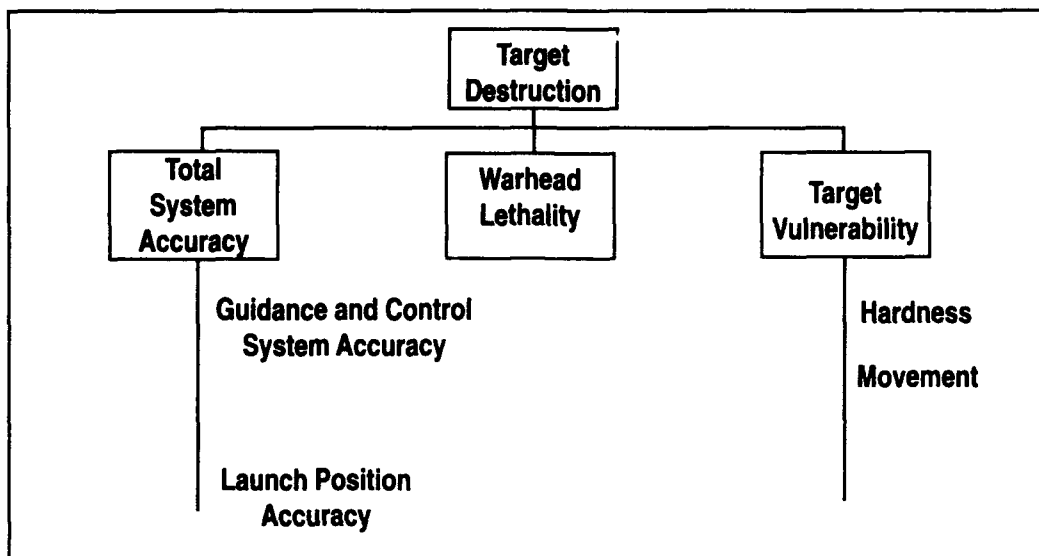 Target
Destruction
Total
System
Accuracy
Warhead
Lethality
Target
Vulnerability
Guidance and Control
System Accuracy
Launch Position
Accuracy
Hardness
Movement